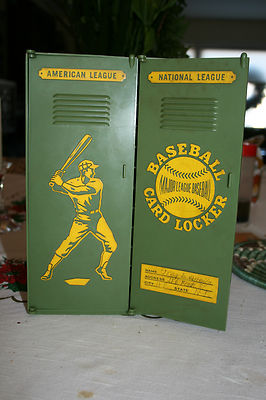 AMERICAN LEAGUE
NATIONAL LEAGUE
BASEBALL
MAJOR LEAGUE BASEBALL
CARD LOCKER
NAME
ADDRESS
CITY STATE